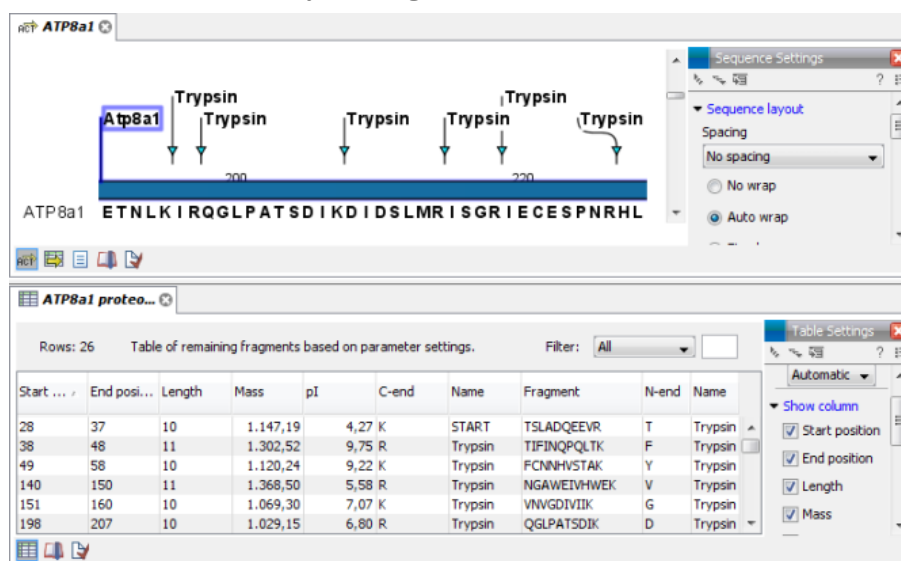 ATP8a1
Sequence Settings
Trypsin Trypsin
Atp8a1 Trypsin Trypsin Trypsin Trypsin
?
Sequence layout
Spacing
No spacing
200 220
No wrap
ATP8a1 ETNLKIRQGLPATSDIKDIDSLMRISGRIECESPNRHL
Auto wrap
ATP8a1 proteo...
Table Settings
Rows: 26 Table of remaining fragments based on parameter settings. Filter: All
?
Automatic
Start ... End posi... Length Mass pI C-end Name Fragment N-end Name
Show column
28 37 10 1.147,19 4,27 K START TSLADQEEVR T Trypsin
Start position
38 48 11 1.302,52 9,75 R Trypsin TIFINQPQLTK F Trypsin
49 58 10 1.120,24 9,22 K Trypsin FCNNHVSTAK Y Trypsin
End position
140 150 11 1.368,50 5,58 R Trypsin NGAWEIVHWEK V Trypsin
Length
151 160 10 1.069,30 7,07 K Trypsin VNVGDIVIIK G Trypsin
Mass
198 207 10 1.029,15 6,80 R Trypsin QGLPATSDIK D Trypsin